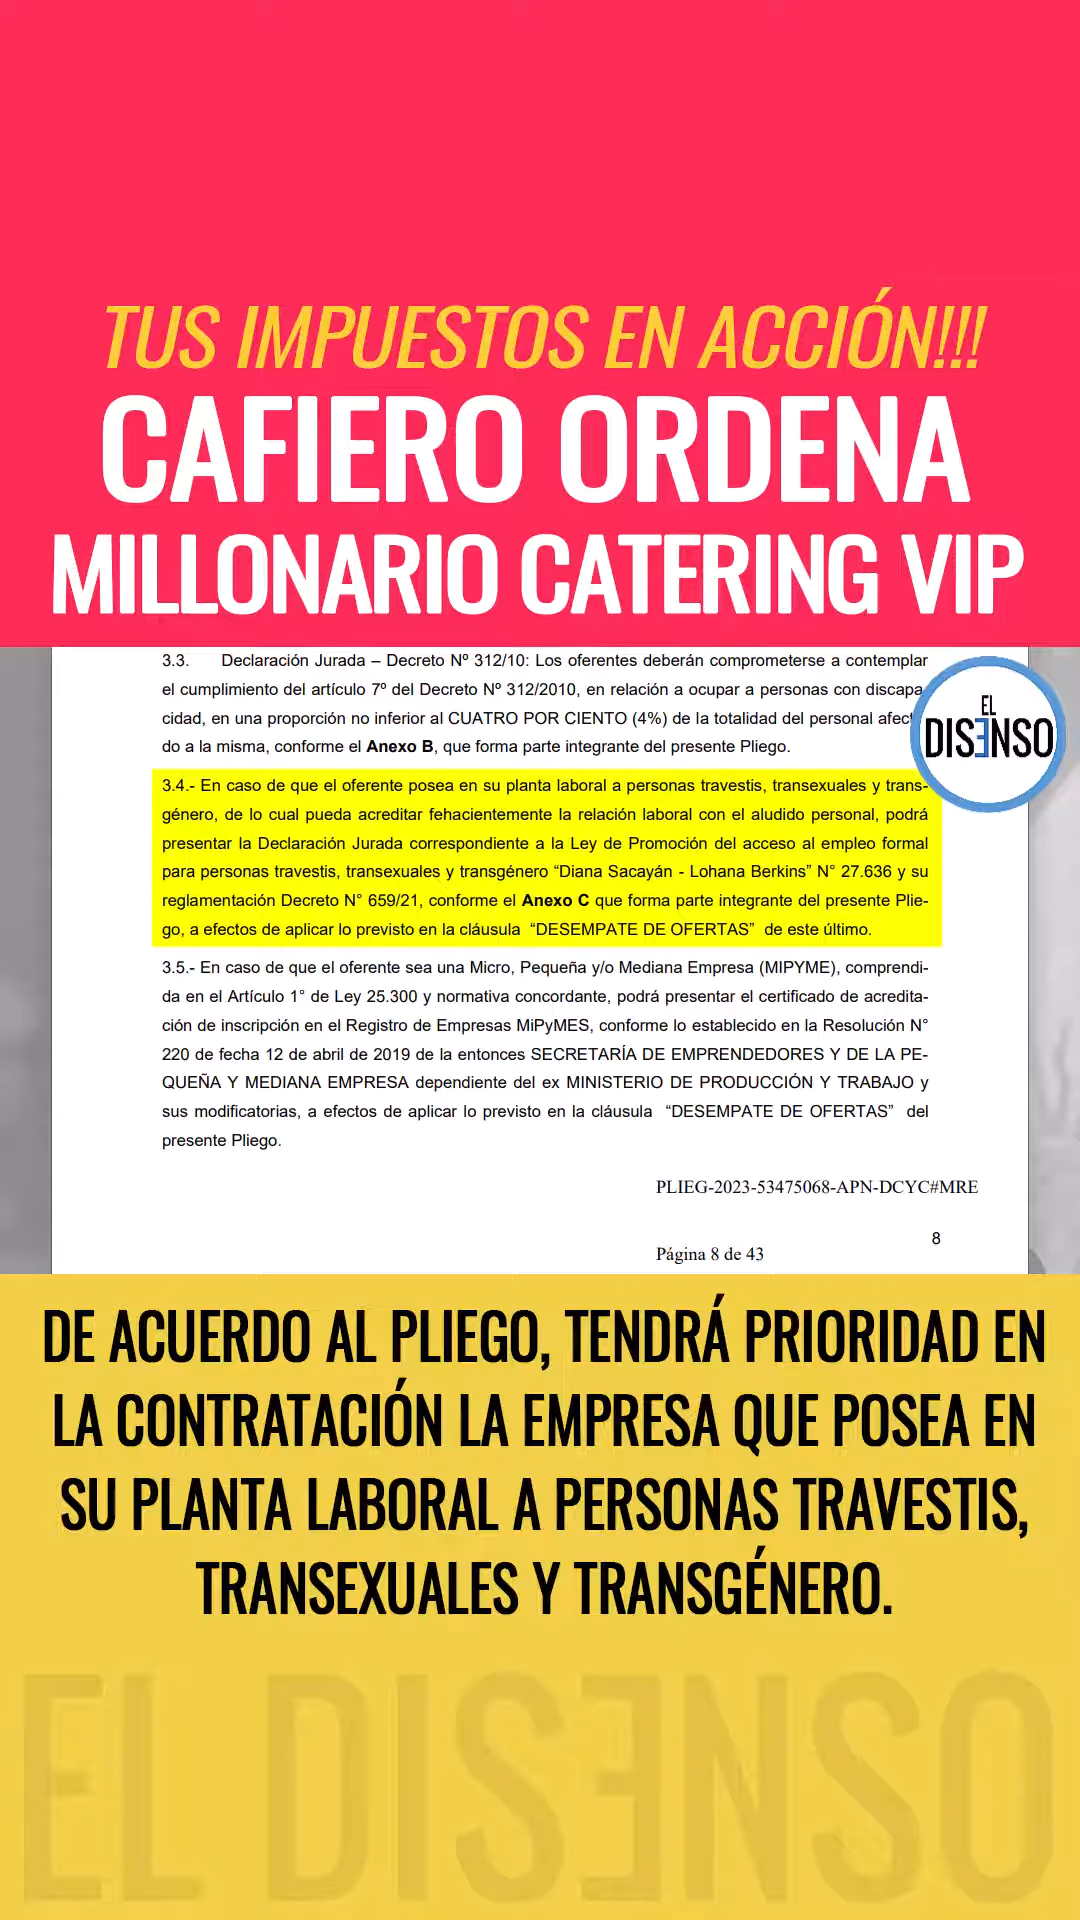 TUS IMPUESTOS EN ACCIÓN!!!
CAFIERO ORDENA
MILLONARIO CATERING VIP
3.3. Declaración Jurada – Decreto Nº 312/10: Los oferentes deberán comprometerse a contemplar
el cumplimiento del artículo 7º del Decreto Nº 312/2010, en relación a ocupar a personas con discapa
cidad, en una proporción no inferior al CUATRO POR CIENTO (4%) de la totalidad del personal afect
do a la misma, conforme el Anexo B, que forma parte integrante del presente Pliego.
EL
DISENSO
3.4.- En caso de que el oferente posea en su planta laboral a personas travestis, transexuales y trans-
género, de lo cual pueda acreditar fehacientemente la relación laboral con el aludido personal, podrá
presentar la Declaración Jurada correspondiente a la Ley de Promoción del acceso al empleo formal
para personas travestis, transexuales y transgénero “Diana Sacayán - Lohana Berkins” N° 27.636 y su
reglamentación Decreto N° 659/21, conforme el Anexo C que forma parte integrante del presente Plie-
go, a efectos de aplicar lo previsto en la cláusula “DESEMPATE DE OFERTAS” de este último.
3.5.- En caso de que el oferente sea una Micro, Pequeña y/o Mediana Empresa (MIPYME), comprendi-
da en el Artículo 1° de Ley 25.300 y normativa concordante, podrá presentar el certificado de acredita-
ción de inscripción en el Registro de Empresas MiPyMES, conforme lo establecido en la Resolución N°
220 de fecha 12 de abril de 2019 de la entonces SECRETARÍA DE EMPRENDEDORES Y DE LA PE-
QUEÑA Y MEDIANA EMPRESA dependiente del ex MINISTERIO DE PRODUCCIÓN Y TRABAJO y
sus modificatorias, a efectos de aplicar lo previsto en la cláusula “DESEMPATE DE OFERTAS” del
presente Pliego.
PLIEG-2023-53475068-APN-DCYC#MRE
8
Página 8 de 43
DE ACUERDO AL PLIEGO, TENDRÁ PRIORIDAD EN
LA CONTRATACIÓN LA EMPRESA QUE POSEA EN
SU PLANTA LABORAL A PERSONAS TRAVESTIS,
TRANSEXUALES Y TRANSGÉNERO.
EL DISENSO